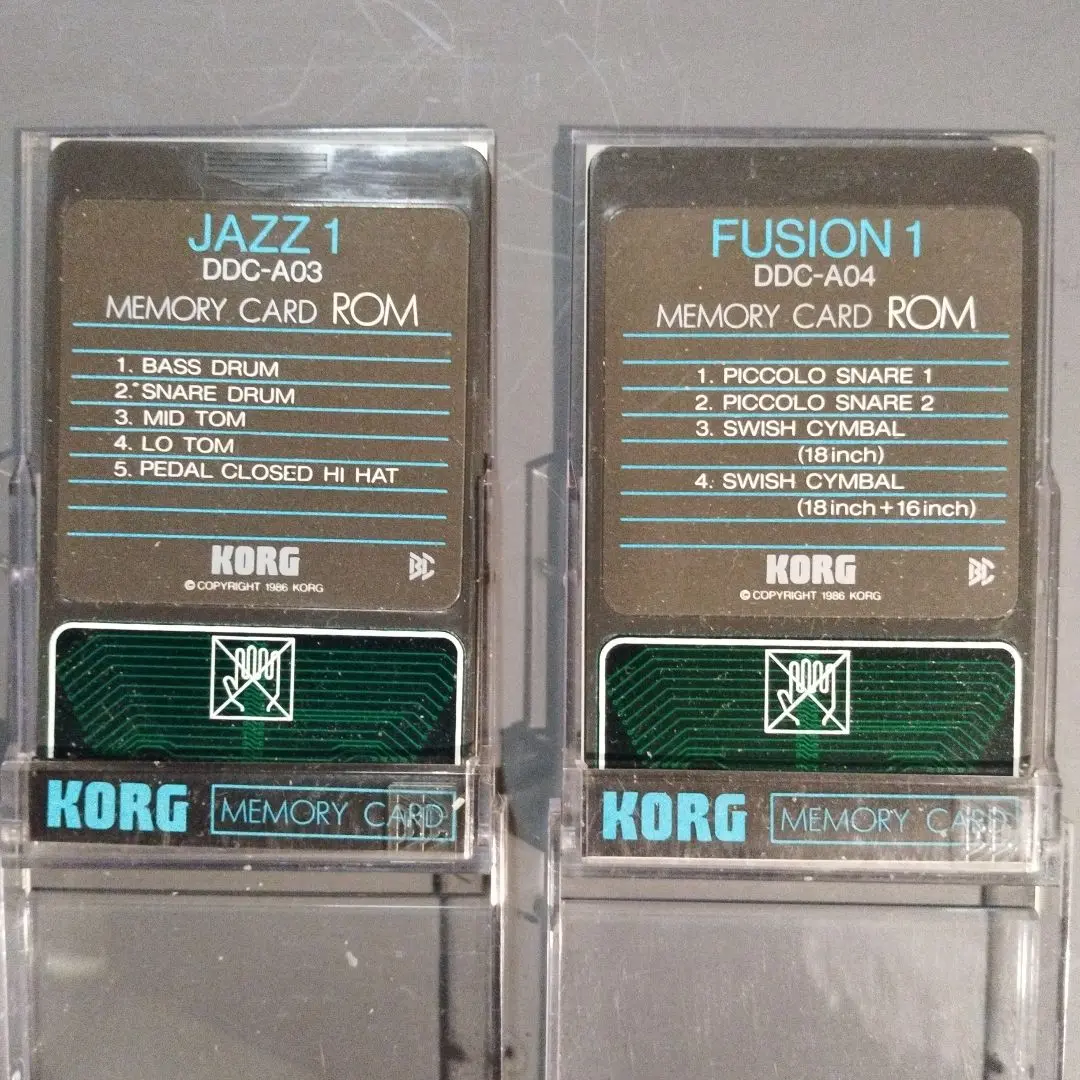 JAZZ 1
DDC-A03
MEMORY CARD ROM
1. BASS DRUM
2. SNARE DRUM
3. MID TOM
4. LO TOM
5. PEDAL CLOSED HI HAT
KORG
© COPYRIGHT 1986 KORG
KORG MEMORY CARD
FUSION 1
DDC-A04
MEMORY CARD ROM
1. PICCOLO SNARE 1
2. PICCOLO SNARE 2
3. SWISH CYMBAL
(18inch)
4. SWISH CYMBAL
(18inch+16inch)
KORG
© COPYRIGHT 1986 KORG
KORG MEMORY CARD